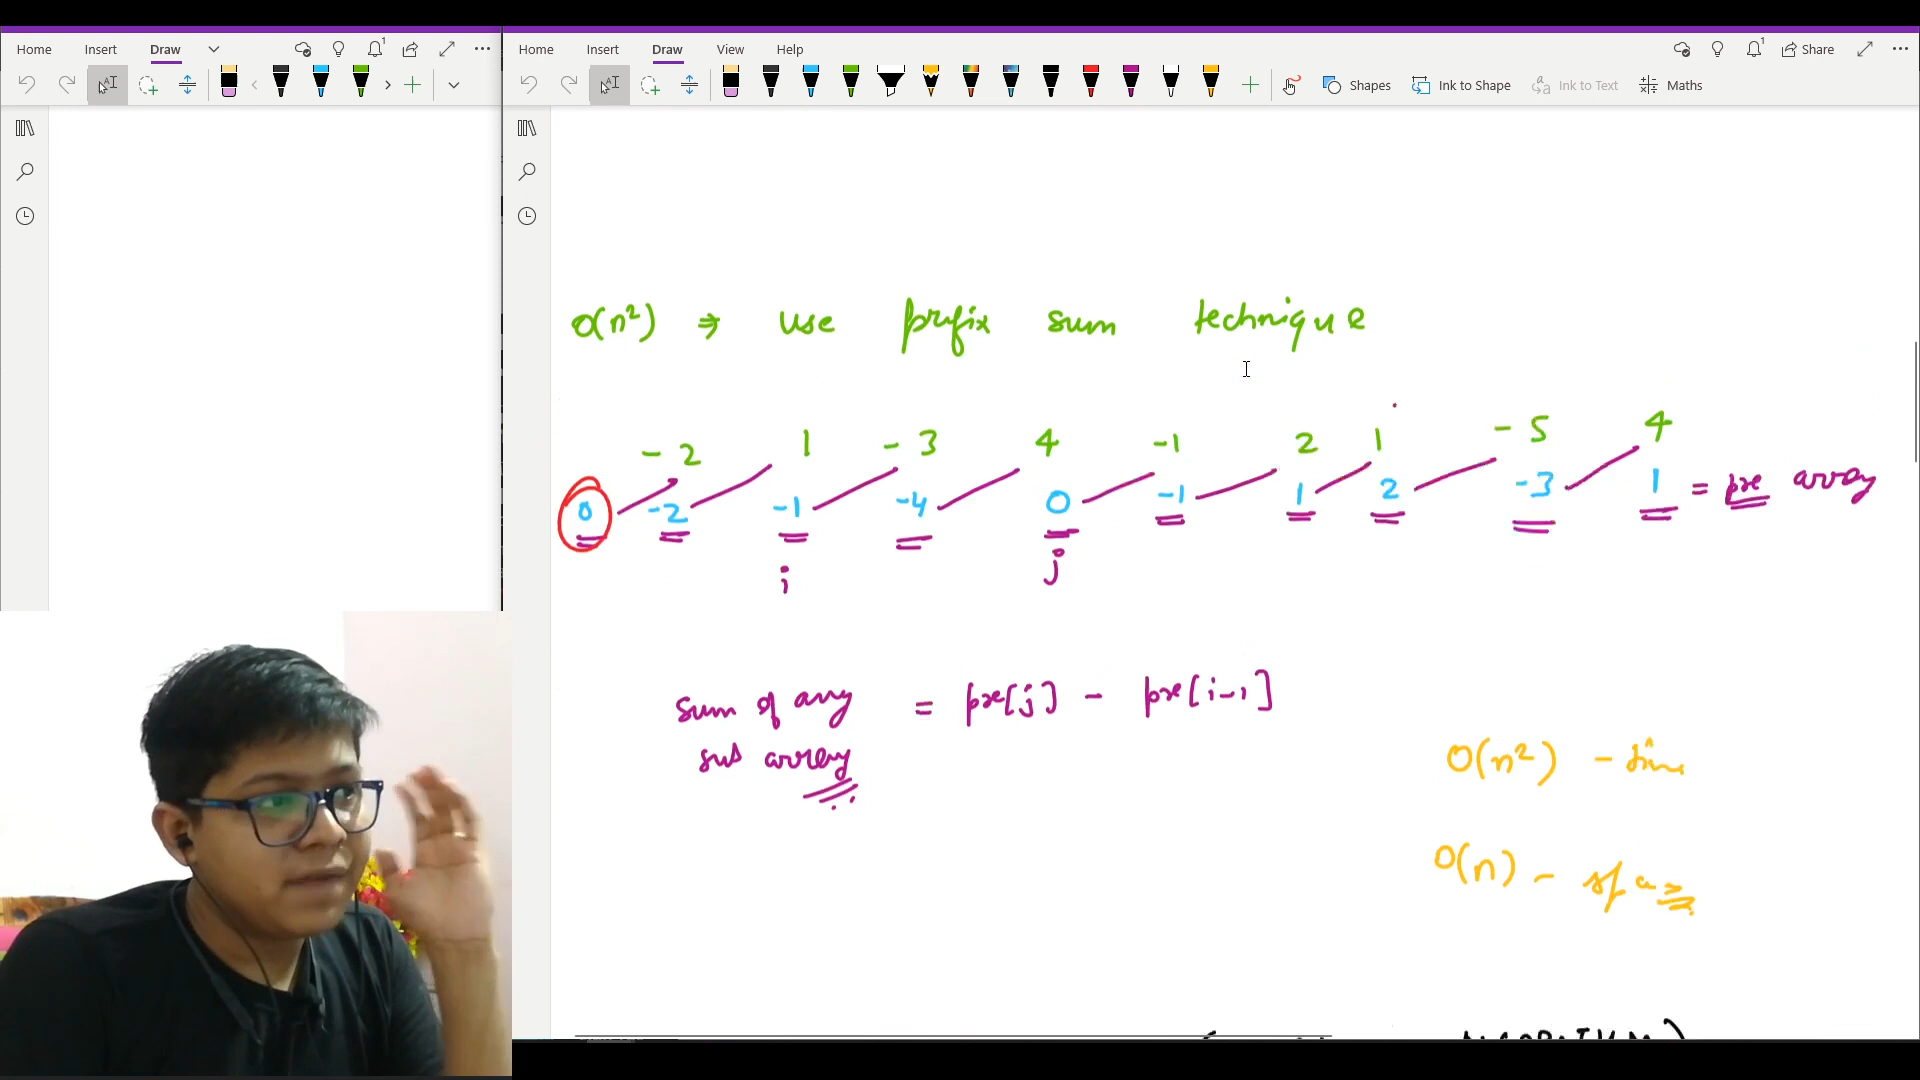 Home Insert Draw
Home Insert Draw View Help Share
Shapes Ink to Shape Ink to Text Maths
O(n²) ⇒ use prefix sum technique
-2 1 -3 4 -1 2 1 -5 4
0 -2 -1 -4 0 -1 1 2 -3 1 = pre array
i j
sum of any = pre[j] - pre[i-1]
sub array
O(n²) - time
O(n) - space